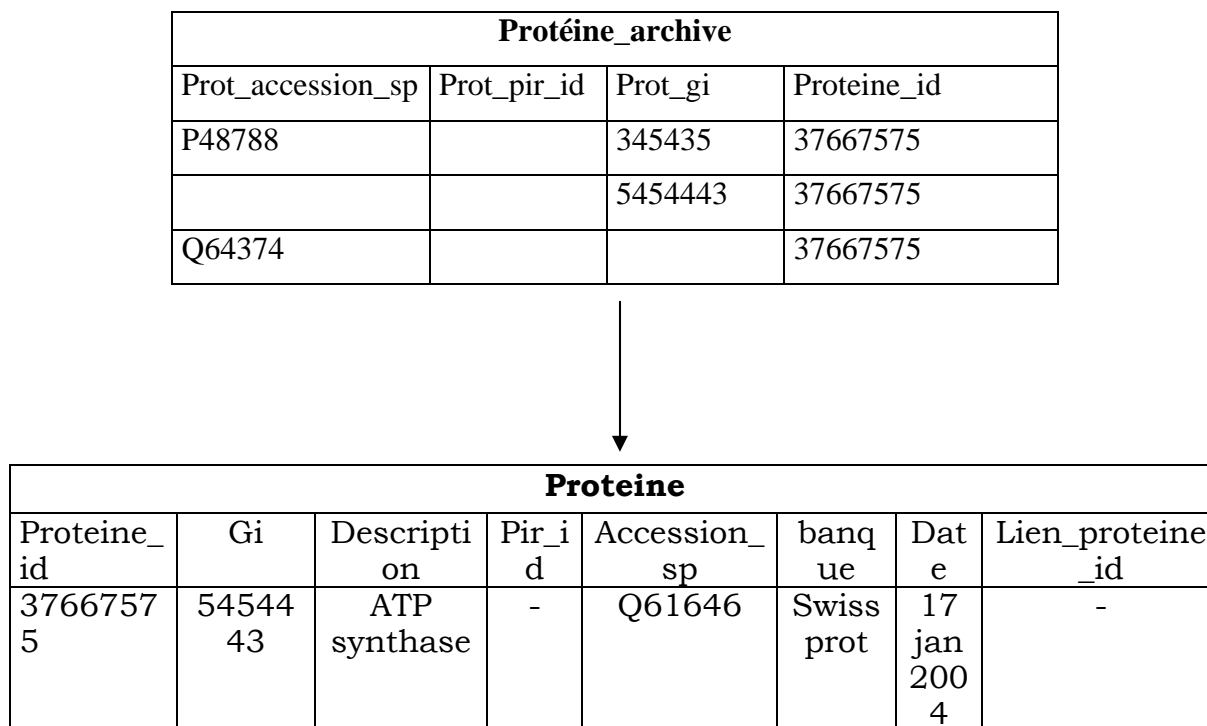 Protéine_archive
Prot_accession_sp Prot_pir_id Prot_gi Proteine_id
P48788 345435 37667575
5454443 37667575
Q64374 37667575
Proteine
Proteine_ Gi Descripti Pir_i Accession_ banq Dat Lien_proteine
id on d sp ue e _id
3766757 54544 ATP - Q61646 Swiss 17 -
5 43 synthase prot jan
200
4